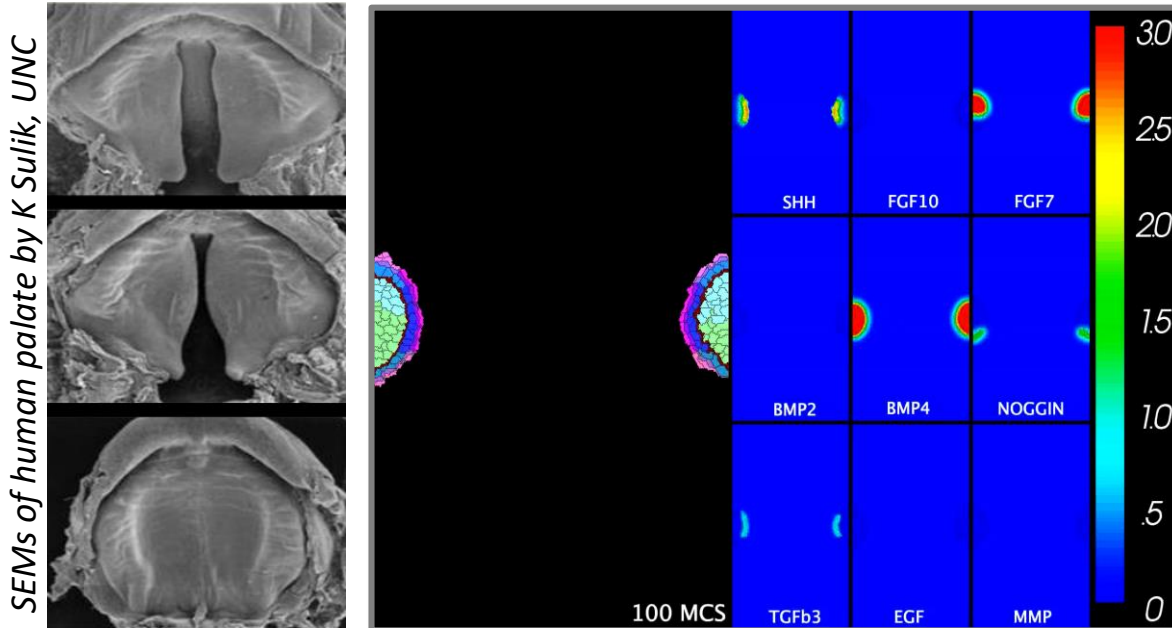 SEMs of human palate by K Sulik, UNC
100 MCS
SHH
FGF10
FGF7
BMP2
BMP4
NOGGIN
TGFb3
EGF
MMP
3.0
2.5
2.0
1.5
1.0
.5
0